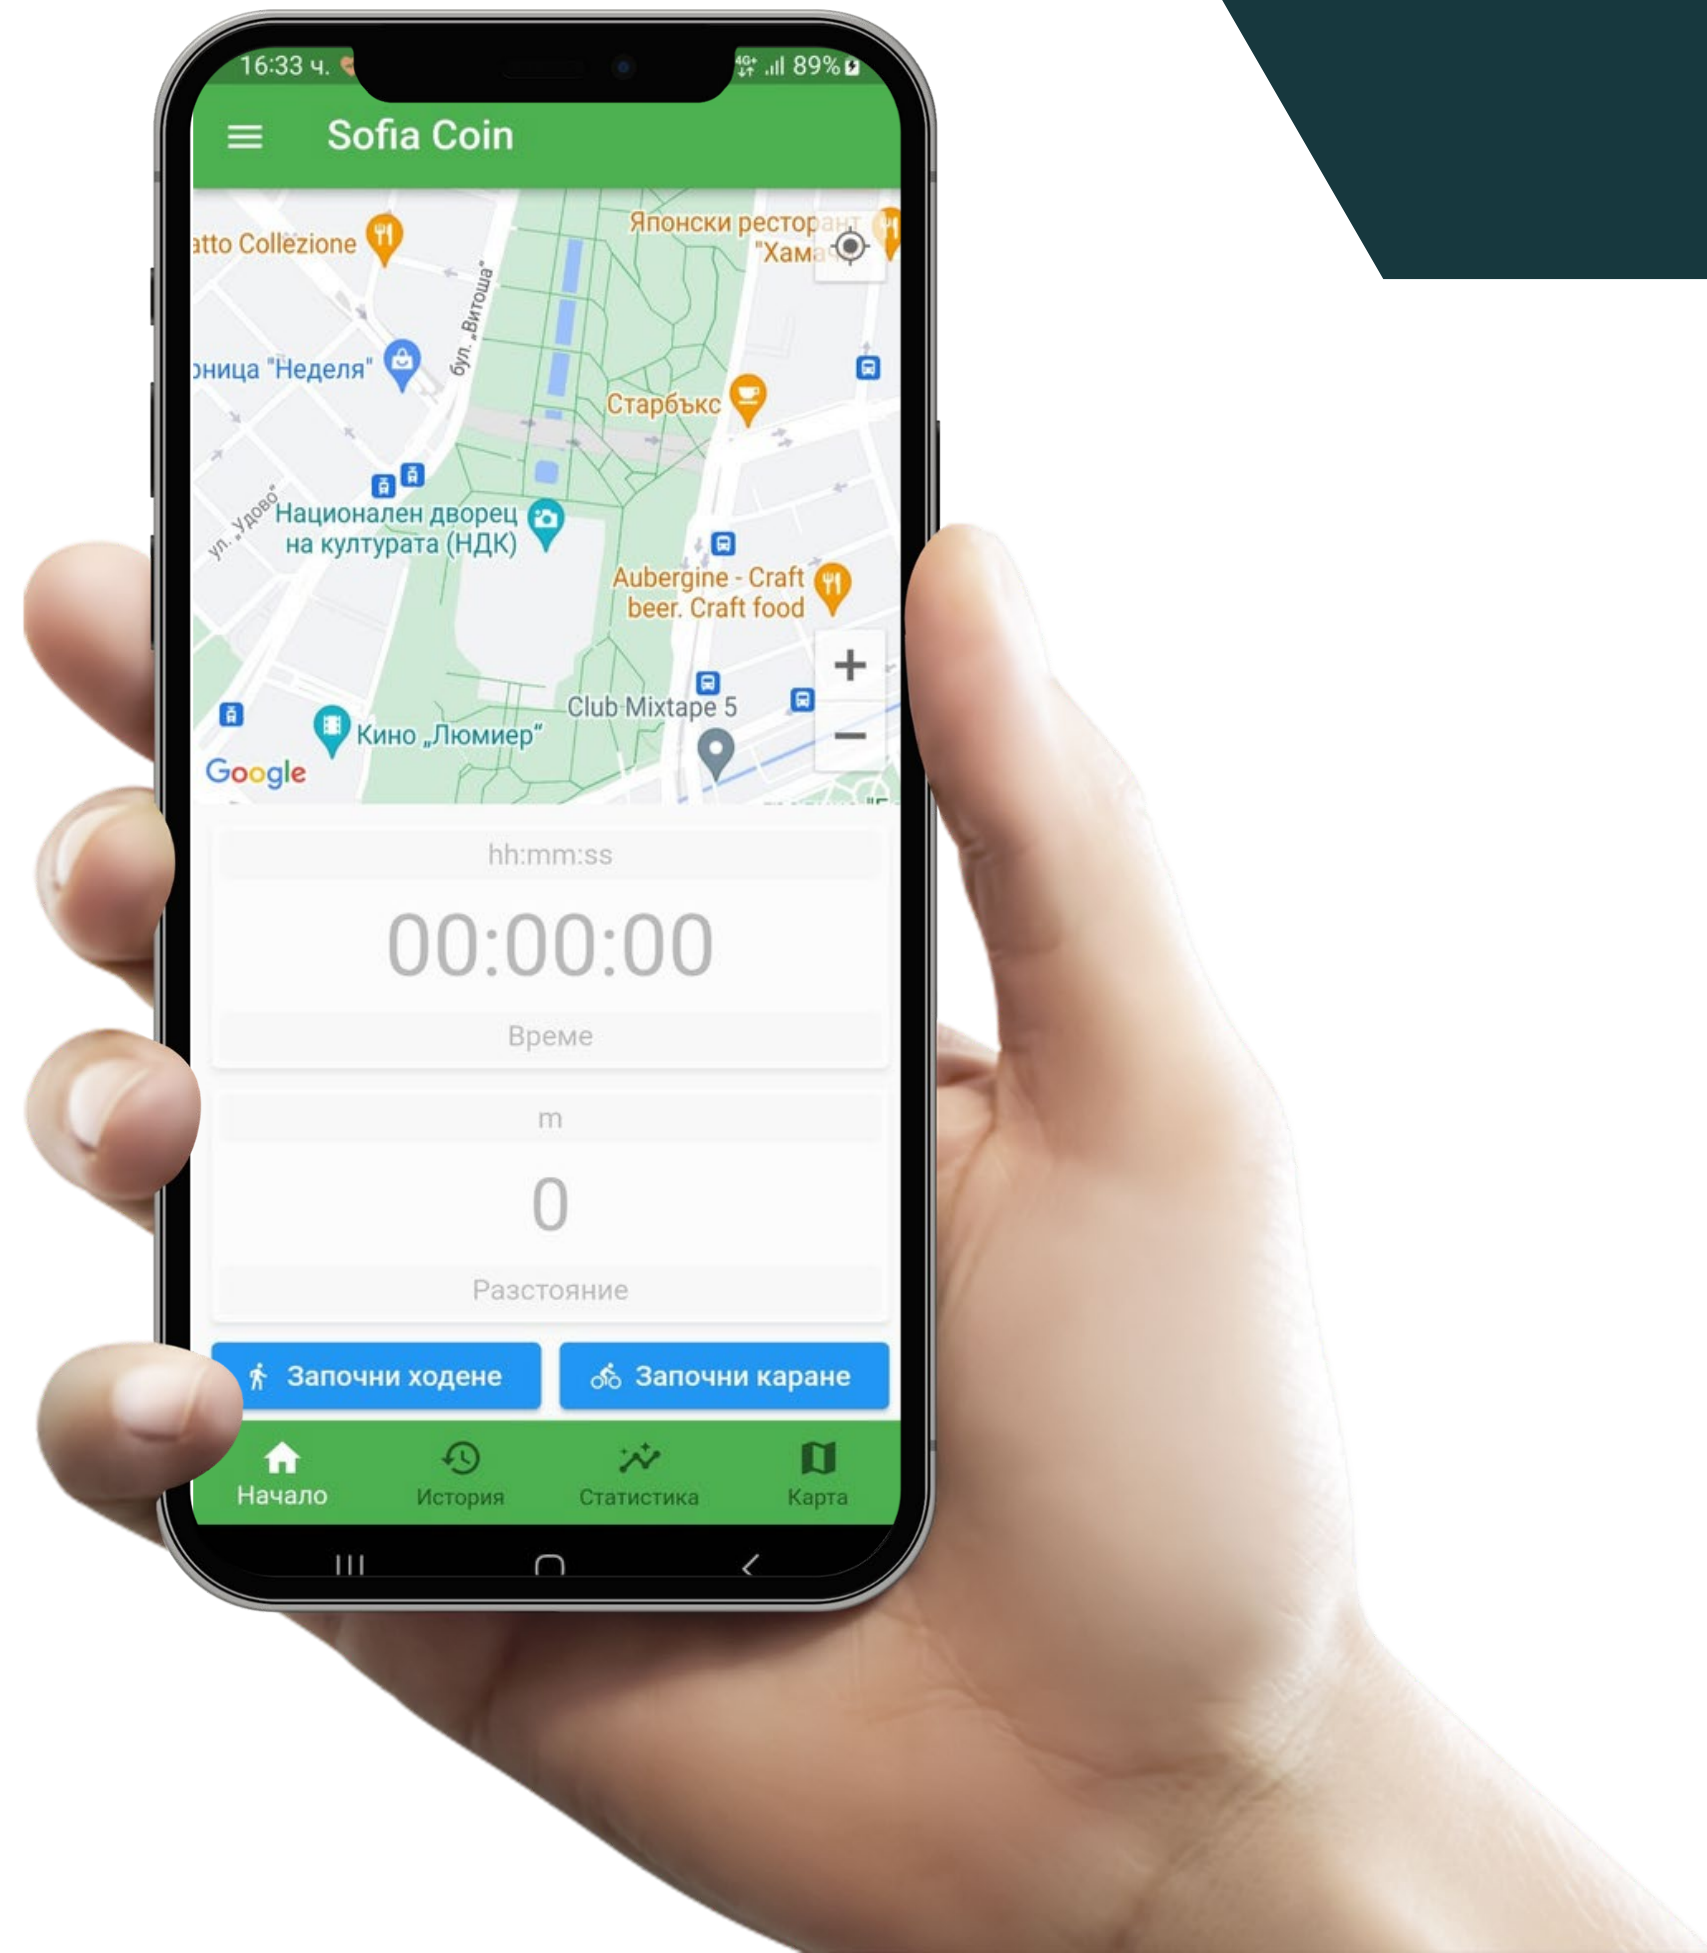 16:33 ч.
4G+ 89%
Sofia Coin
Японски
Collezione
"Неделя"
бул. „Витоша“
Старбъкс
ул. „Удово“
Национален дворец
на културата (НДК)
Aubergine - Craft
beer. Craft food
Club Mixtape 5
Кино „Люмиер“
Google
hh:mm:ss
00:00:00
Време
m
0
Разстояние
Започни ходене
Започни каране
Начало
История
Статистика
Карта